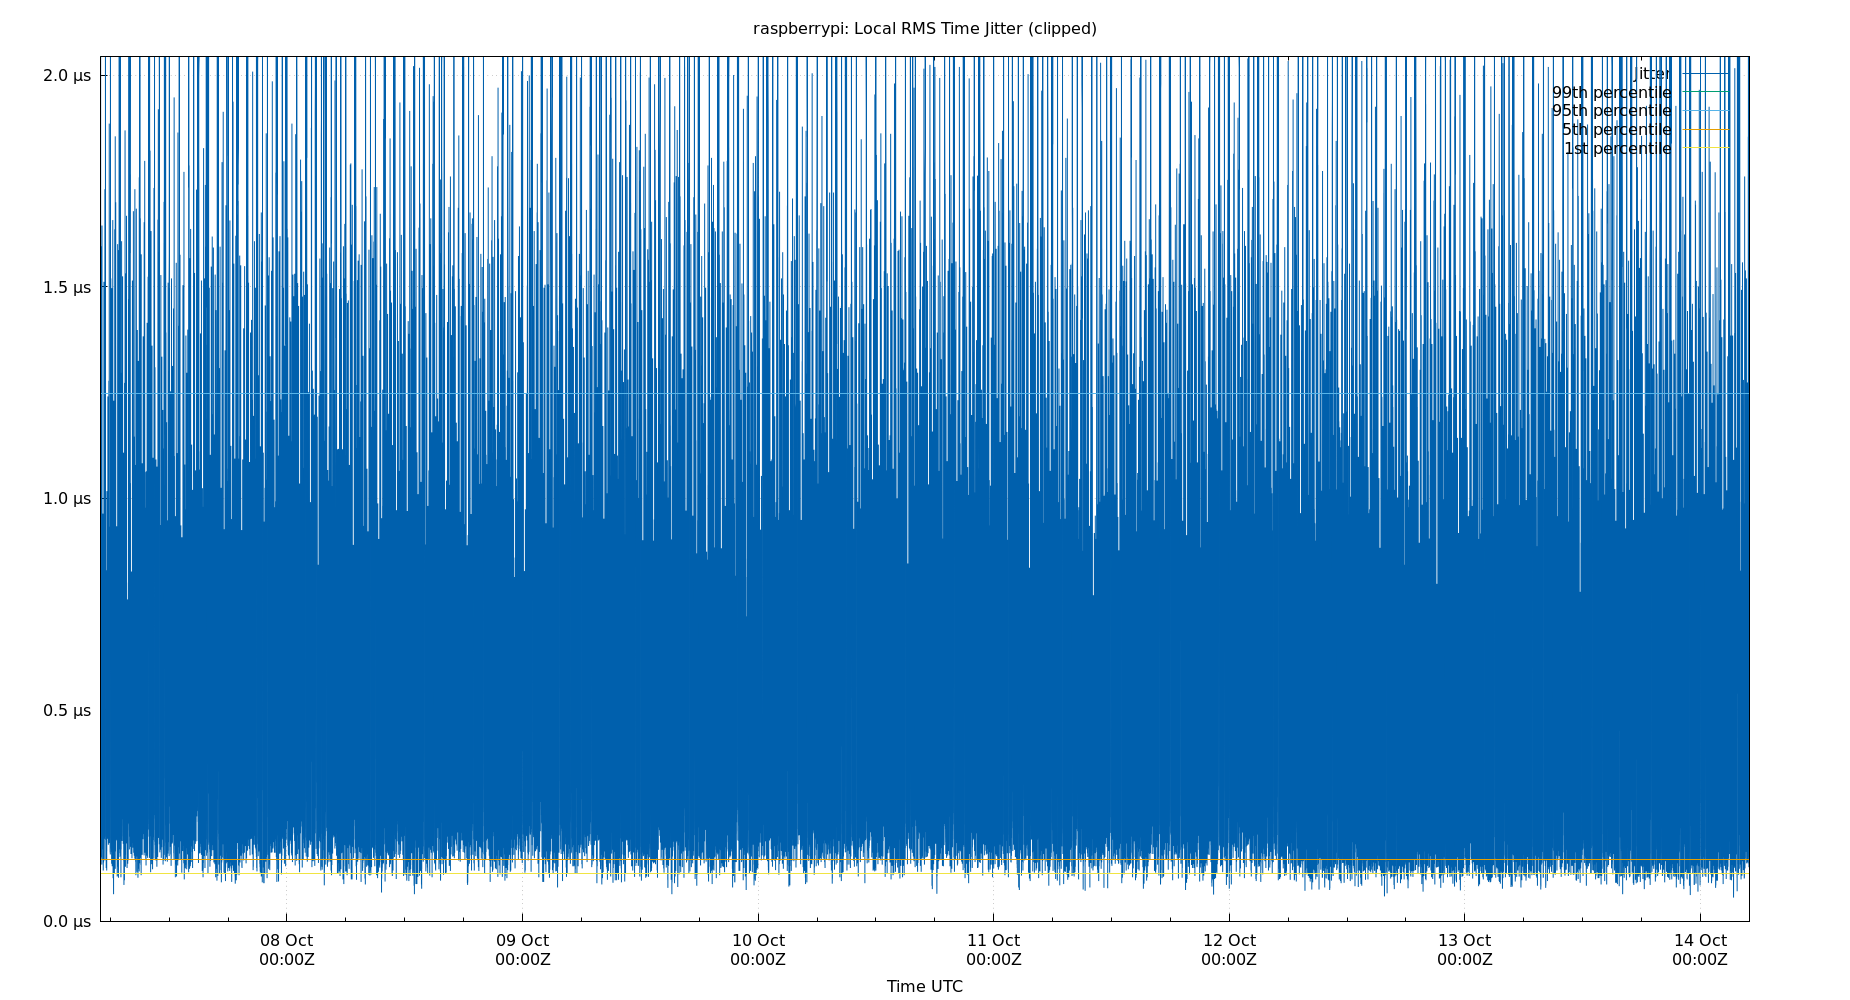 raspberrypi: Local RMS Time Jitter (clipped)
2.0 µs
1.5 µs
1.0 µs
0.5 µs
0.0 µs
jitter
99th percentile
95th percentile
5th percentile
1st percentile
08 Oct
00:00Z
09 Oct
00:00Z
10 Oct
00:00Z
11 Oct
00:00Z
12 Oct
00:00Z
13 Oct
00:00Z
14 Oct
00:00Z
Time UTC